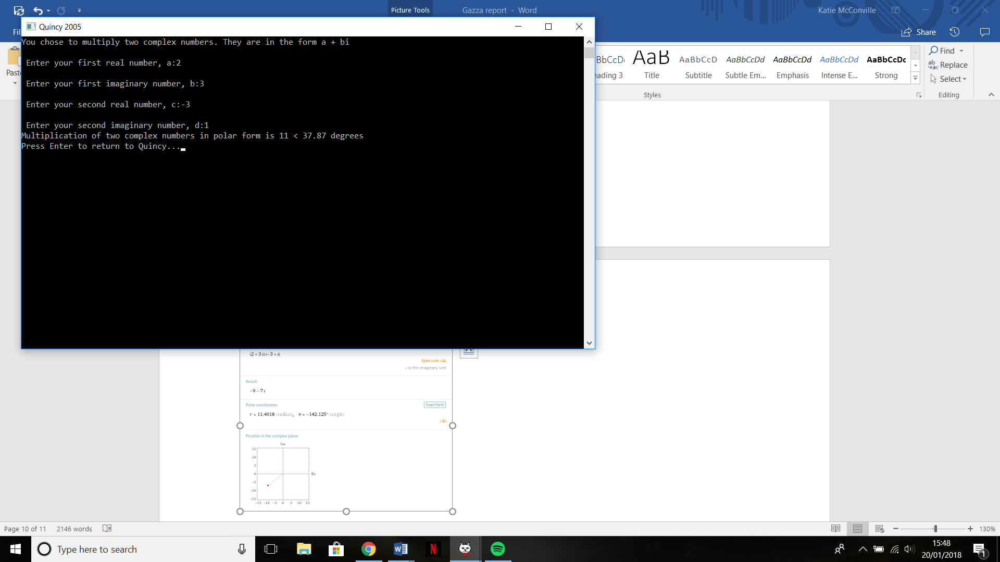 Picture Tools
Gazza report - Word
Katie McConville
Quincy 2005
Share
You chose to multiply two complex numbers. They are in the form a + bi
Enter your first real number, a:2
Enter your first imaginary number, b:3
Enter your second real number, c:-3
Enter your second imaginary number, d:1
Multiplication of two complex numbers in polar form is 11 < 37.87 degrees
Press Enter to return to Quincy...
Fil
Paste
BbCcDd AaB AaBbCcD AaBbCcDd AaBbCcDd AaBbCcDd AaBbCcDc
eading 3 Title Subtitle Subtle Em... Emphasis Intense E... Strong
Styles
Find
Replace
Select
Editing
(2 + 3 i) (-3 + i)
Open code
i is the imaginary unit
Result:
-9 - 7 i
Polar coordinates:
Exact form
r ≈ 11.4018 (radius), θ ≈ -142.125° (angle)
Position in the complex plane:
Im
15
10
5
0
Re
-5
-10
-15
-15 -10 -5 0 5 10 15
Page 10 of 11 2146 words
130%
Type here to search
15:48
20/01/2018
1